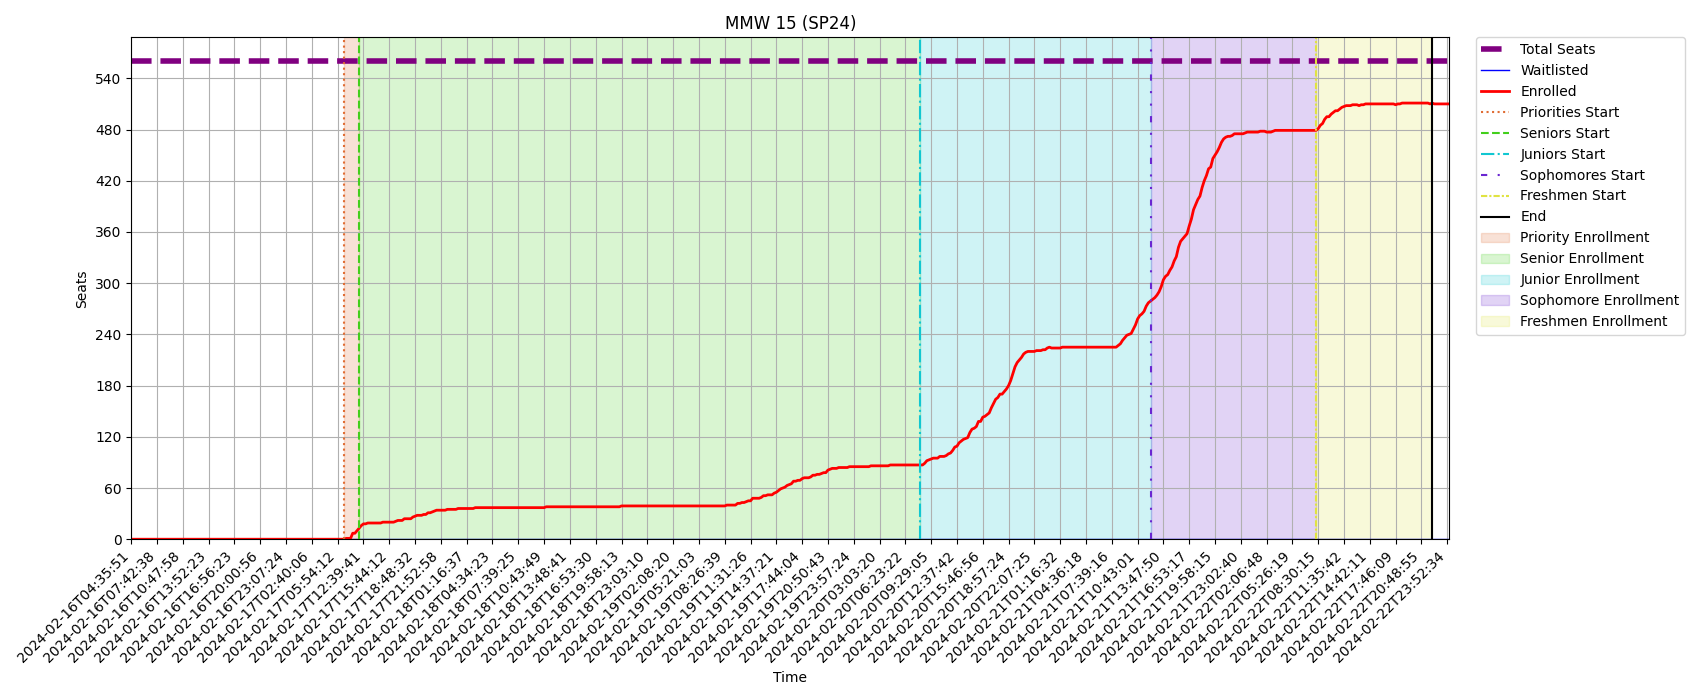 MMW 15 (SP24)
Total Seats
Waitlisted
Enrolled
Priorities Start
Seniors Start
Juniors Start
Sophomores Start
Freshmen Start
End
Priority Enrollment
Senior Enrollment
Junior Enrollment
Sophomore Enrollment
Freshmen Enrollment
Seats
540
480
420
360
300
240
180
120
60
0
2024-02-16T04:35:51
2024-02-16T07:42:38
2024-02-16T10:47:58
2024-02-16T13:52:23
2024-02-16T16:56:23
2024-02-16T20:00:56
2024-02-16T23:07:24
2024-02-17T02:40:06
2024-02-17T05:54:12
2024-02-17T12:39:41
2024-02-17T15:44:12
2024-02-17T18:48:32
2024-02-17T21:52:58
2024-02-18T01:16:37
2024-02-18T04:34:23
2024-02-18T07:39:25
2024-02-18T10:43:49
2024-02-18T13:48:41
2024-02-18T16:53:30
2024-02-18T19:58:13
2024-02-18T23:03:10
2024-02-19T02:08:20
2024-02-19T05:21:03
2024-02-19T08:26:39
2024-02-19T11:31:26
2024-02-19T14:37:21
2024-02-19T17:44:04
2024-02-19T20:50:43
2024-02-19T23:57:24
2024-02-20T03:03:20
2024-02-20T06:23:22
2024-02-20T09:29:05
2024-02-20T12:37:42
2024-02-20T15:46:56
2024-02-20T18:57:24
2024-02-20T22:07:25
2024-02-21T01:16:32
2024-02-21T04:36:18
2024-02-21T07:39:16
2024-02-21T10:43:01
2024-02-21T13:47:50
2024-02-21T16:53:17
2024-02-21T19:58:15
2024-02-21T23:02:40
2024-02-22T02:06:48
2024-02-22T05:26:19
2024-02-22T08:30:15
2024-02-22T11:35:42
2024-02-22T14:42:11
2024-02-22T17:46:09
2024-02-22T20:48:55
2024-02-22T23:52:34
Time